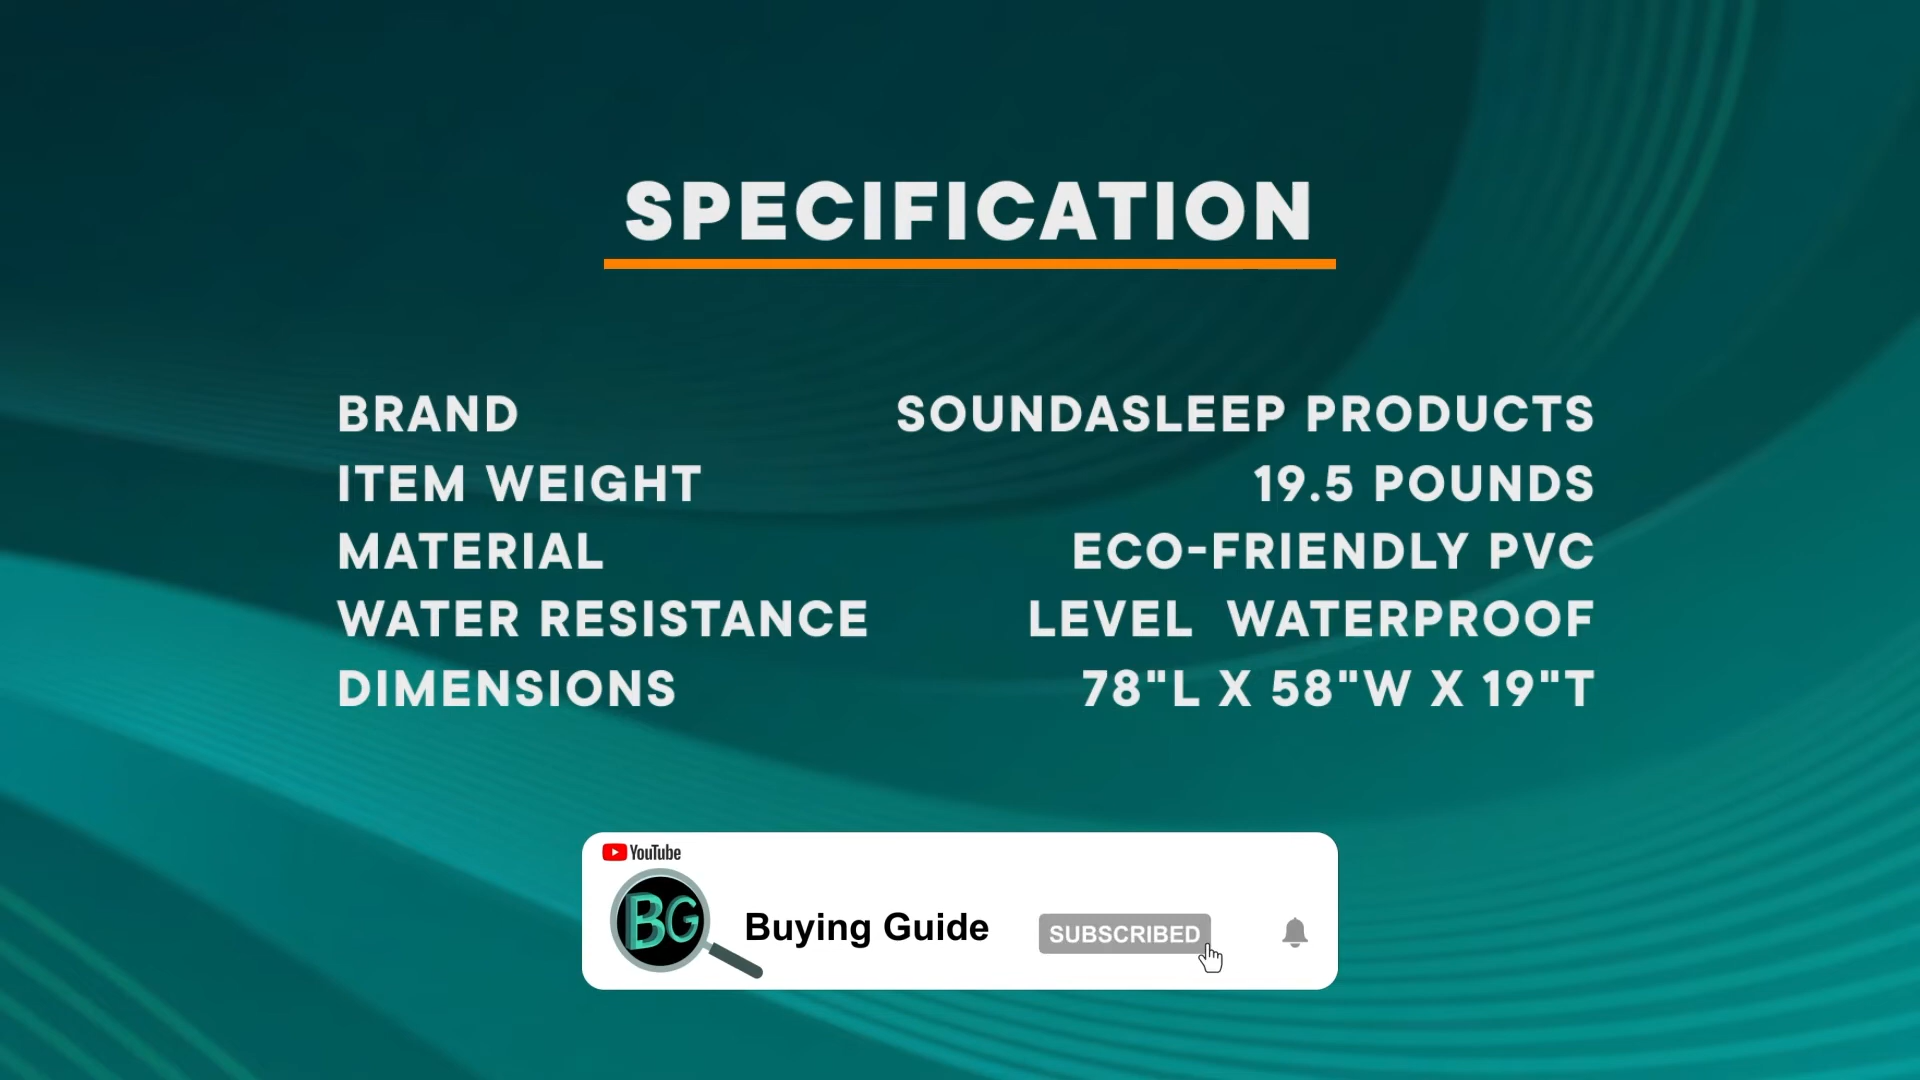 SPECIFICATION
BRAND SOUNDASLEEP PRODUCTS
ITEM WEIGHT 19.5 POUNDS
MATERIAL ECO-FRIENDLY PVC
WATER RESISTANCE LEVEL WATERPROOF
DIMENSIONS 78"L X 58"W X 19"T
YouTube
BG
Buying Guide SUBSCRIBED